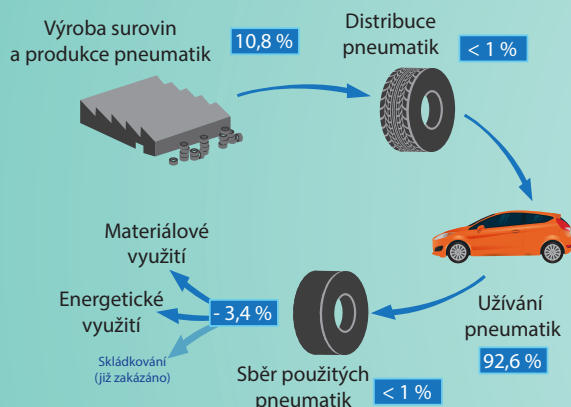 Výroba surovin
a produkce pneumatik
10,8 %
Distribuce
pneumatik
< 1 %
Užívání
pneumatik
92,6 %
Sběr použitých
pneumatik
< 1 %
- 3,4 %
Materiálové
využití
Energetické
využití
Skládkování
(již zakázáno)